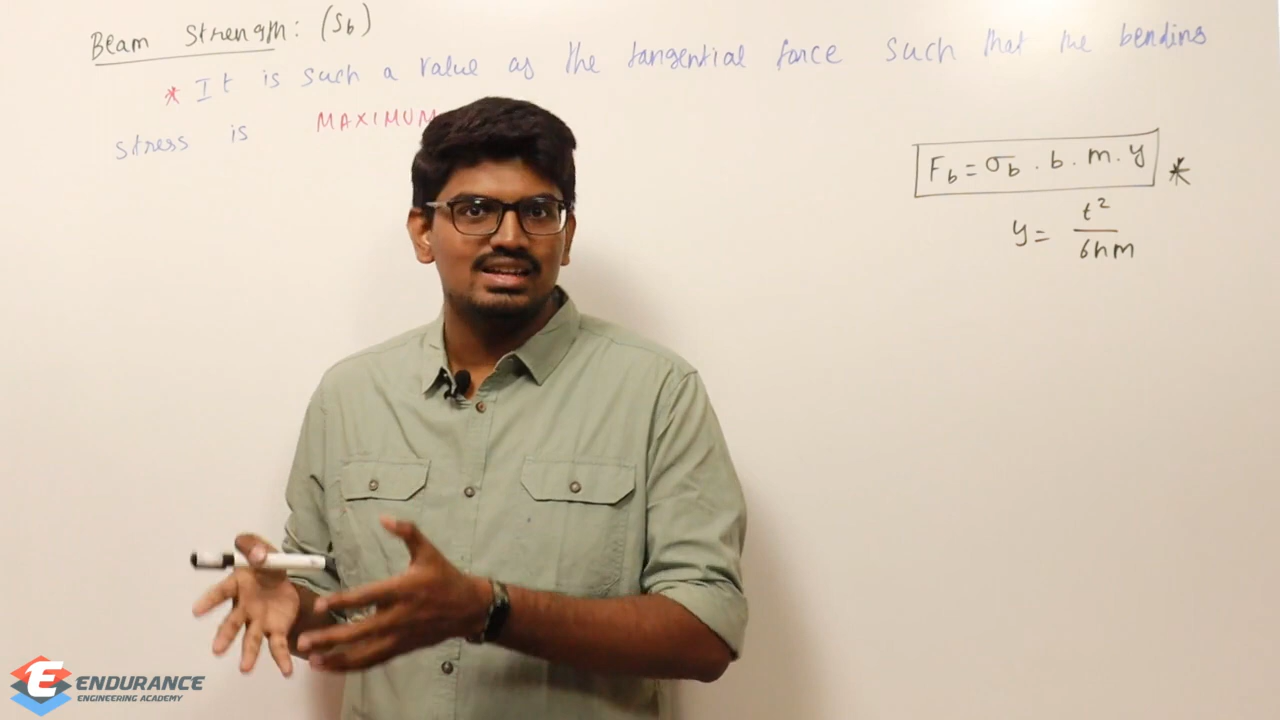 Beam Strength: (Sb)
* It is such a value as the tangential force such that the bending
stress is MAXIMUM
Fb = σb . b . m . y *
y = t²/6hm
ENDURANCE
ENGINEERING ACADEMY